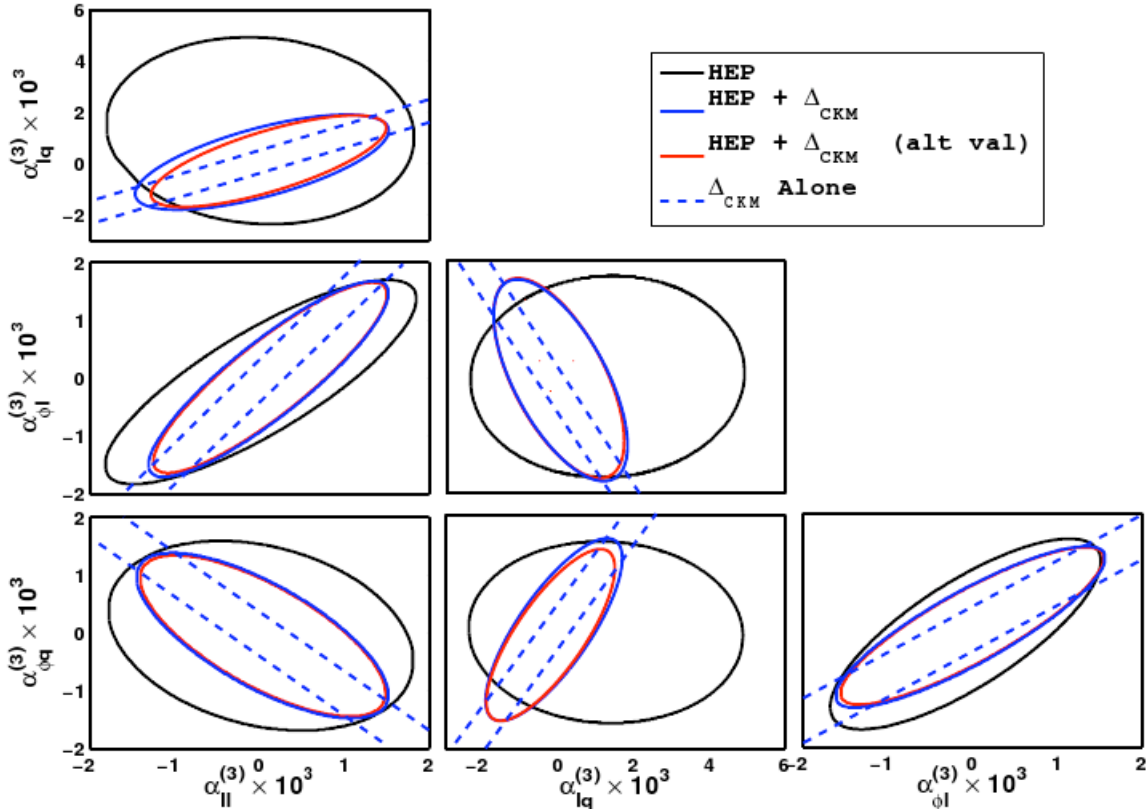 6
4
2
0
−2
α_lq^(3) × 10^3
−2 0 2
HEP
HEP + Δ_CKM
HEP + Δ_CKM (alt val)
Δ_CKM Alone
2
1
0
−1
−2
α_ϕl^(3) × 10^3
2
1
0
−1
−2
α_ϕq^(3) × 10^3
−2 −1 0 1 2
α_ll^(3) × 10^3
−2 0 2 4 6
α_lq^(3) × 10^3
−2 −1 0 1 2
α_ϕl^(3) × 10^3